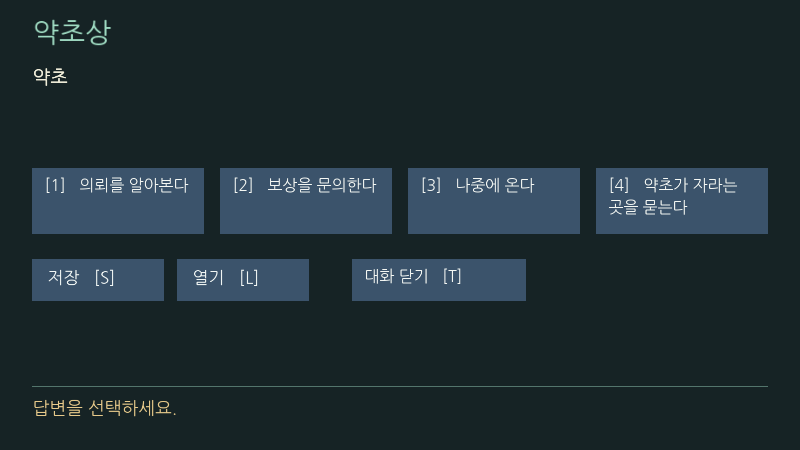 약초상
약초
[1] 의뢰를 알아본다
[2] 보상을 문의한다
[3] 나중에 온다
[4] 약초가 자라는
곳을 묻는다
저장 [S]
열기 [L]
대화 닫기 [T]
답변을 선택하세요.